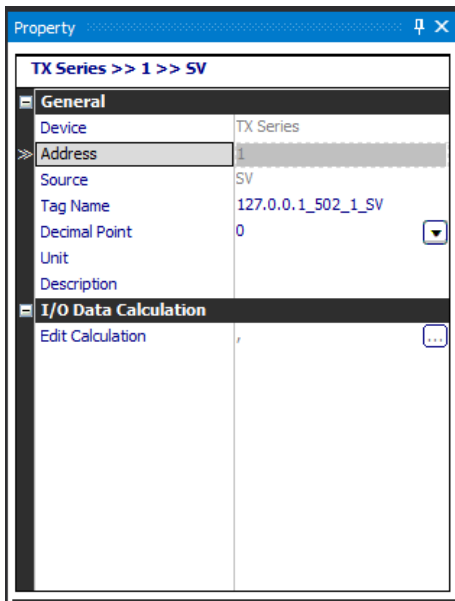 Property
TX Series >> 1 >> SV
General
Device TX Series
Address 1
Source SV
Tag Name 127.0.0.1_502_1_SV
Decimal Point 0
Unit
Description
I/O Data Calculation
Edit Calculation , ...